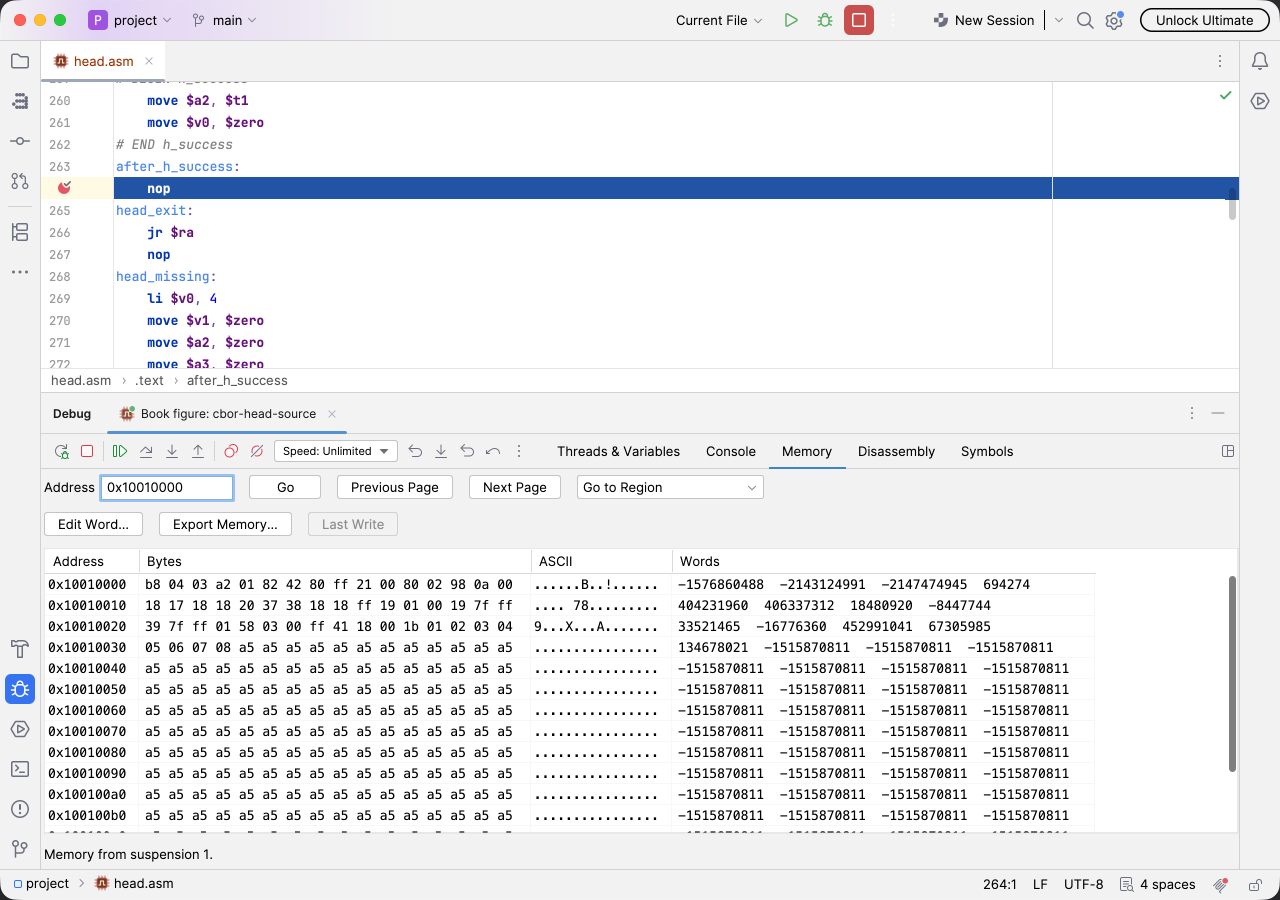 P project main Current File New Session Unlock Ultimate
head.asm
260 move $a2, $t1
261 move $v0, $zero
262 # END h_success
263 after_h_success:
nop
265 head_exit:
266 jr $ra
267 nop
268 head_missing:
269 li $v0, 4
270 move $v1, $zero
271 move $a2, $zero
272 move $a3, $zero
head.asm › .text › after_h_success
Debug Book figure: cbor-head-source
Speed: Unlimited Threads & Variables Console Memory Disassembly Symbols
Address 0x10010000 Go Previous Page Next Page Go to Region
Edit Word... Export Memory... Last Write
Address Bytes ASCII Words
0x10010000 b8 04 03 a2 01 82 42 80 ff 21 00 80 02 98 0a 00 ......B..!...... -1576860488 -2143124991 -2147474945 694274
0x10010010 18 17 18 18 20 37 38 18 18 ff 19 01 00 19 7f ff .... 78......... 404231960 406337312 18480920 -8447744
0x10010020 39 7f ff 01 58 03 00 ff 41 18 00 1b 01 02 03 04 9...X...A....... 33521465 -16776360 452991041 67305985
0x10010030 05 06 07 08 a5 a5 a5 a5 a5 a5 a5 a5 a5 a5 a5 a5 ................ 134678021 -1515870811 -1515870811 -1515870811
0x10010040 a5 a5 a5 a5 a5 a5 a5 a5 a5 a5 a5 a5 a5 a5 a5 a5 ................ -1515870811 -1515870811 -1515870811 -1515870811
0x10010050 a5 a5 a5 a5 a5 a5 a5 a5 a5 a5 a5 a5 a5 a5 a5 a5 ................ -1515870811 -1515870811 -1515870811 -1515870811
0x10010060 a5 a5 a5 a5 a5 a5 a5 a5 a5 a5 a5 a5 a5 a5 a5 a5 ................ -1515870811 -1515870811 -1515870811 -1515870811
0x10010070 a5 a5 a5 a5 a5 a5 a5 a5 a5 a5 a5 a5 a5 a5 a5 a5 ................ -1515870811 -1515870811 -1515870811 -1515870811
0x10010080 a5 a5 a5 a5 a5 a5 a5 a5 a5 a5 a5 a5 a5 a5 a5 a5 ................ -1515870811 -1515870811 -1515870811 -1515870811
0x10010090 a5 a5 a5 a5 a5 a5 a5 a5 a5 a5 a5 a5 a5 a5 a5 a5 ................ -1515870811 -1515870811 -1515870811 -1515870811
0x100100a0 a5 a5 a5 a5 a5 a5 a5 a5 a5 a5 a5 a5 a5 a5 a5 a5 ................ -1515870811 -1515870811 -1515870811 -1515870811
0x100100b0 a5 a5 a5 a5 a5 a5 a5 a5 a5 a5 a5 a5 a5 a5 a5 a5 ................ -1515870811 -1515870811 -1515870811 -1515870811
Memory from suspension 1.
project › head.asm 264:1 LF UTF-8 4 spaces